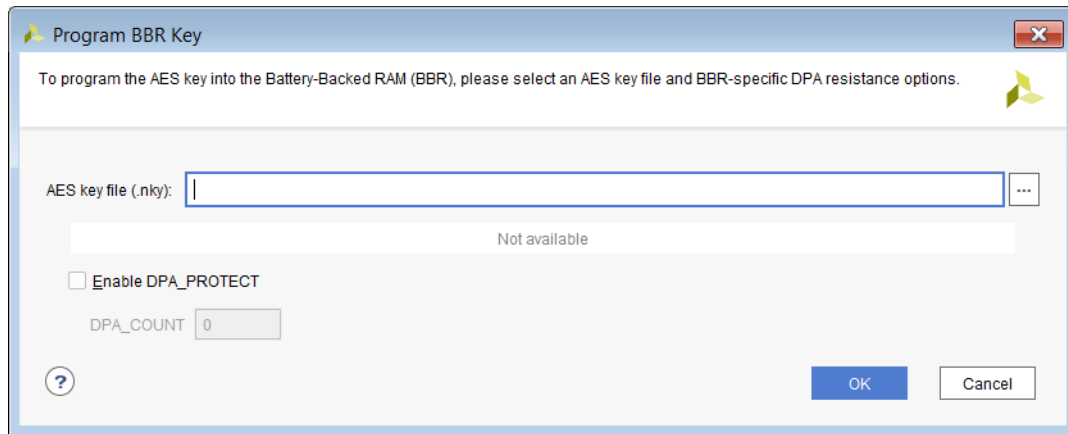 Program BBR Key
To program the AES key into the Battery-Backed RAM (BBR), please select an AES key file and BBR-specific DPA resistance options.
AES key file (.nky):
...
Not available
Enable DPA_PROTECT
DPA_COUNT 0
?
OK Cancel